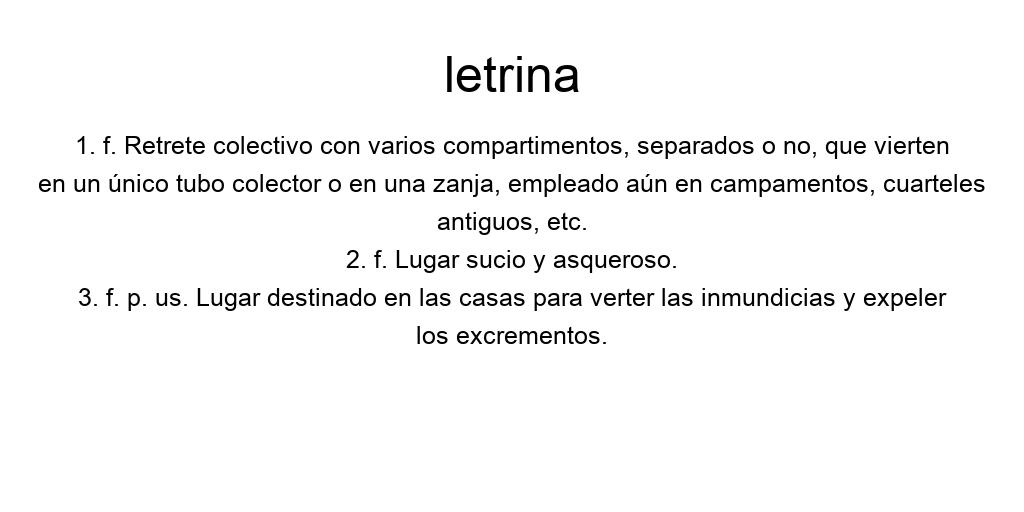 letrina
1. f. Retrete colectivo con varios compartimentos, separados o no, que vierten
en un único tubo colector o en una zanja, empleado aún en campamentos, cuarteles
antiguos, etc.
2. f. Lugar sucio y asqueroso.
3. f. p. us. Lugar destinado en las casas para verter las inmundicias y expeler
los excrementos.